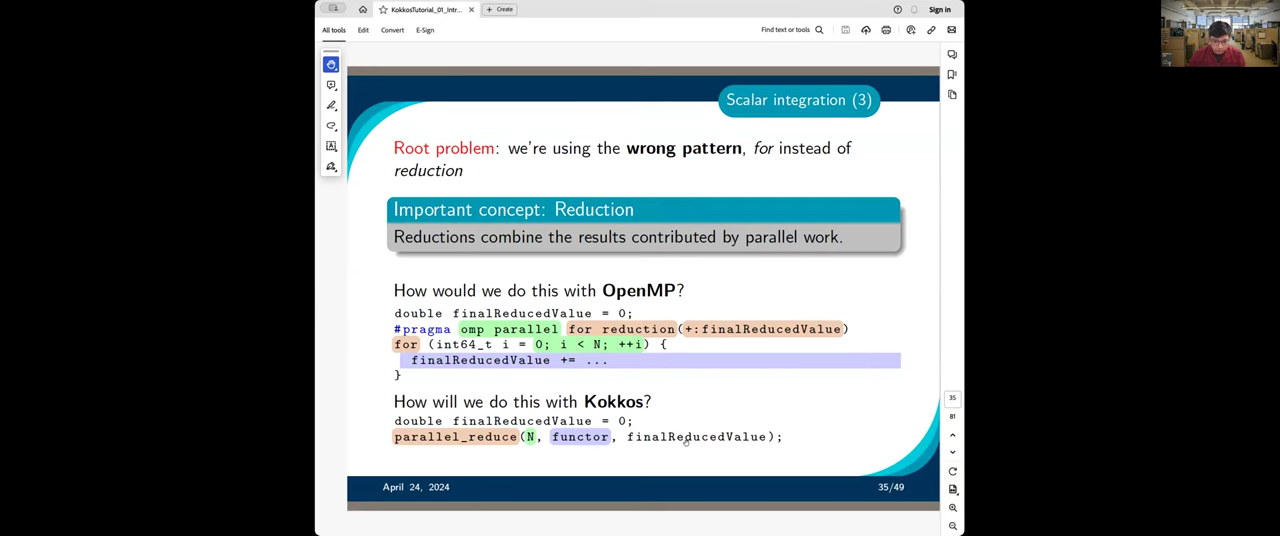 KokkosTutorial_01_Intr...
Create
Sign in
All tools
Edit
Convert
E-Sign
Find text or tools
Scalar integration (3)
Root problem: we're using the wrong pattern, for instead of
reduction
Important concept: Reduction
Reductions combine the results contributed by parallel work.
How would we do this with OpenMP?
double finalReducedValue = 0;
#pragma omp parallel for reduction(+:finalReducedValue)
for (int64_t i = 0; i < N; ++i) {
finalReducedValue += ...
}
How will we do this with Kokkos?
double finalReducedValue = 0;
parallel_reduce(N, functor, finalReducedValue);
35
81
April 24, 2024
35/49